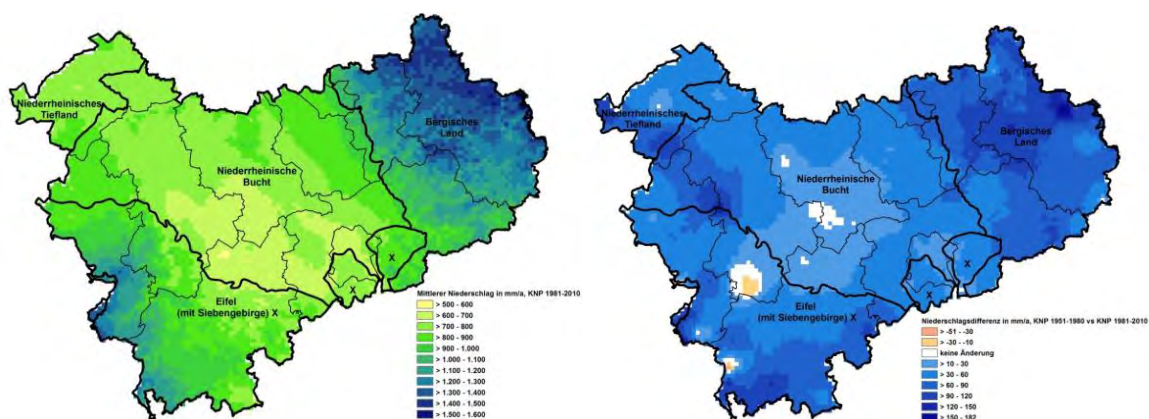 Niederrheinisches
Tiefland
Bergisches
Land
Niederrheinische
Bucht
X
X
Eifel
(mit Siebengebirge) X
Mittlerer Niederschlag in mm/a, KNP 1981-2010
> 500 - 600
> 600 - 700
> 700 - 800
> 800 - 900
> 900 - 1.000
> 1.000 - 1.100
> 1.100 - 1.200
> 1.200 - 1.300
> 1.300 - 1.400
> 1.400 - 1.500
> 1.500 - 1.600
Niederrheinisches
Tiefland
Bergisches
Land
Niederrheinische
Bucht
X
X
Eifel
(mit Siebengebirge) X
Niederschlagsdifferenz in mm/a, KNP 1951-1980 vs KNP 1981-2010
> -51 - -30
> -30 - -10
keine Änderung
> 10 - 30
> 30 - 60
> 60 - 90
> 90 - 120
> 120 - 150
> 150 - 182